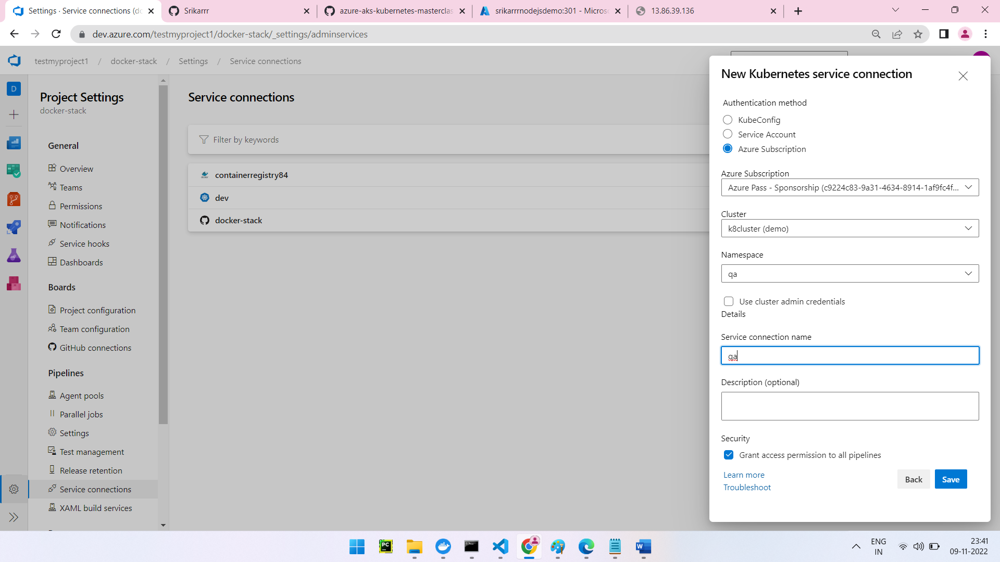 Settings · Service connections (do
Srikarrr
azure-aks-kubernetes-masterclas
srikarrrnodejsdemo:301 - Micros
13.86.39.136
dev.azure.com/testmyproject1/docker-stack/_settings/adminservices
testmyproject1 / docker-stack / Settings / Service connections
D
Project Settings
docker-stack
General
Overview
Teams
Permissions
Notifications
Service hooks
Dashboards
Boards
Project configuration
Team configuration
GitHub connections
Pipelines
Agent pools
Parallel jobs
Settings
Test management
Release retention
Service connections
XAML build services
Service connections
Filter by keywords
containerregistry84
dev
docker-stack
New Kubernetes service connection
Authentication method
KubeConfig
Service Account
Azure Subscription
Azure Subscription
Azure Pass - Sponsorship (c9224c83-9a31-4634-8914-1af9fc4f...
Cluster
k8cluster (demo)
Namespace
qa
Use cluster admin credentials
Details
Service connection name
qa
Description (optional)
Security
Grant access permission to all pipelines
Learn more
Troubleshoot
Back
Save
PC
W
ENG
IN
23:41
09-11-2022